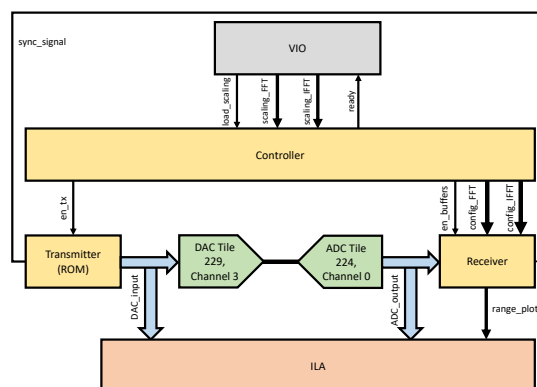 sync_signal
VIO
load_scaling
scaling_FFT
scaling_IFFT
ready
Controller
en_tx
en_buffers
config_FFT
config_IFFT
Transmitter
(ROM)
DAC Tile
229,
Channel 3
ADC Tile
224,
Channel 0
Receiver
DAC_input
ADC_output
range_plot
ILA